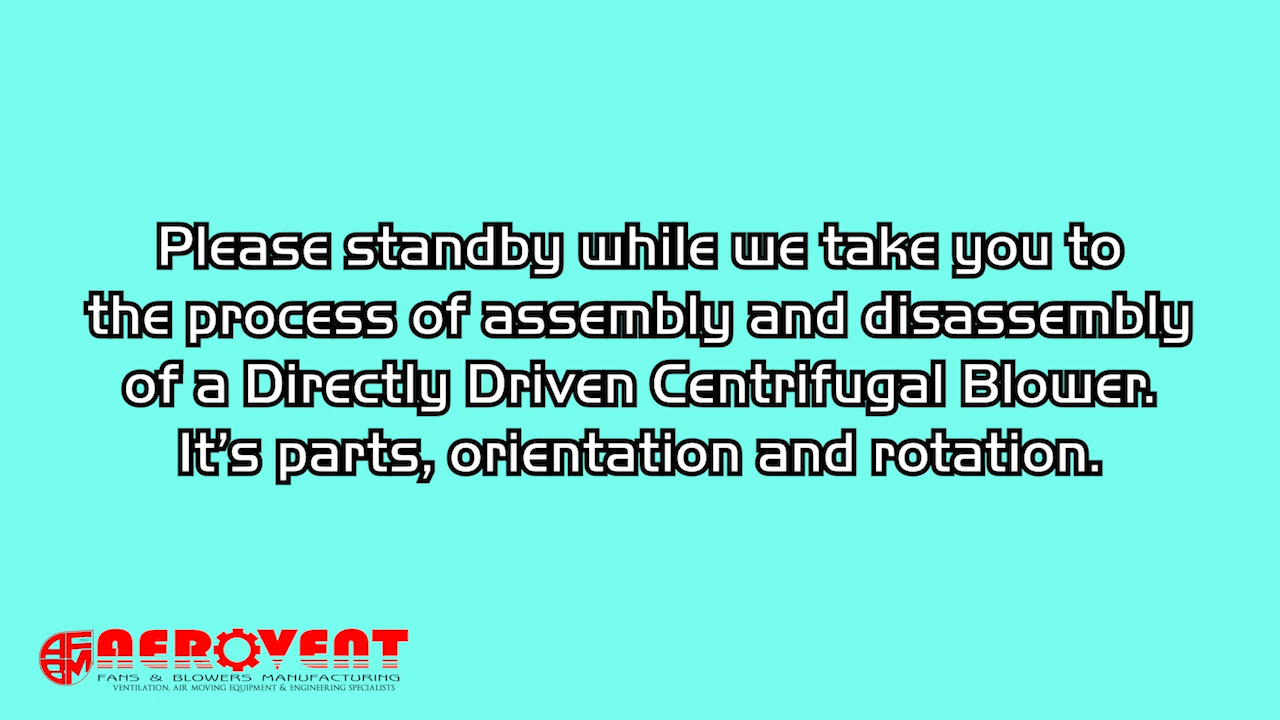 Please standby while we take you to
the process of assembly and disassembly
of a Directly Driven Centrifugal Blower.
It's parts, orientation and rotation.
AFBM AEROVENT
FANS & BLOWERS MANUFACTURING
VENTILATION, AIR MOVING EQUIPMENT & ENGINEERING SPECIALISTS